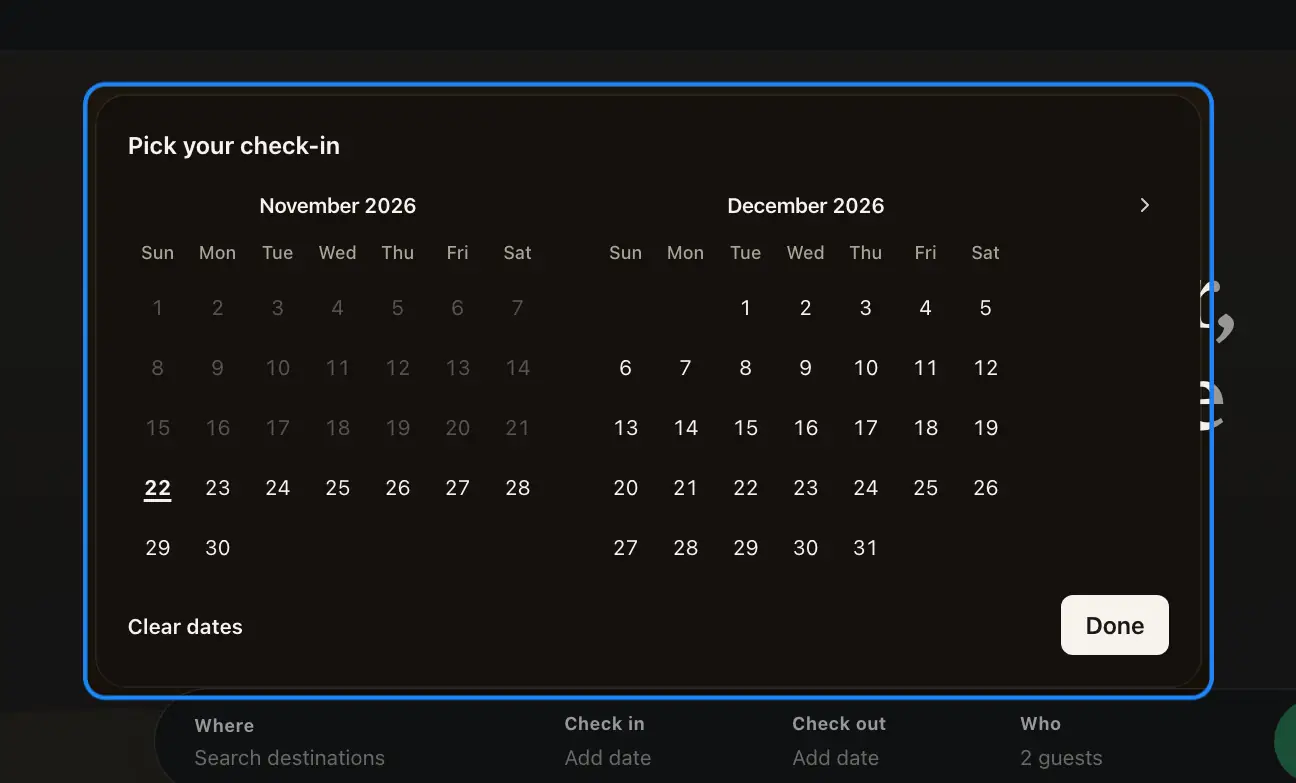 Pick your check-in
November 2026
Sun Mon Tue Wed Thu Fri Sat
1 2 3 4 5 6 7
8 9 10 11 12 13 14
15 16 17 18 19 20 21
22 23 24 25 26 27 28
29 30
December 2026
Sun Mon Tue Wed Thu Fri Sat
1 2 3 4 5
6 7 8 9 10 11 12
13 14 15 16 17 18 19
20 21 22 23 24 25 26
27 28 29 30 31
Clear dates
Done
Where
Search destinations
Check in
Add date
Check out
Add date
Who
2 guests